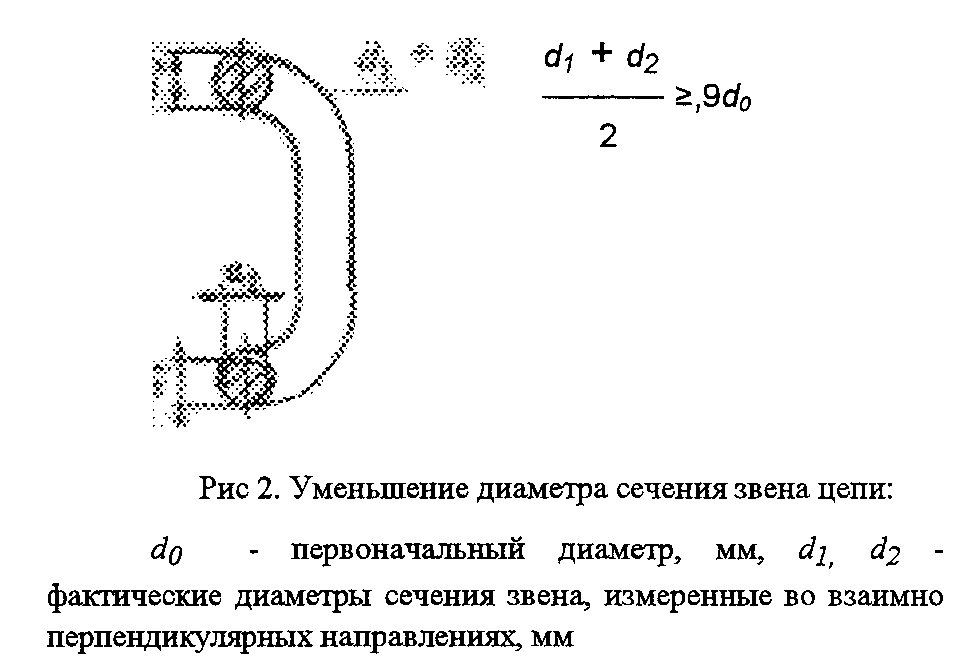 d1 + d2
≥,9d0
2
Рис 2. Уменьшение диаметра сечения звена цепи:
d0 - первоначальный диаметр, мм, d1, d2 -
фактические диаметры сечения звена, измеренные во взаимно
перпендикулярных направлениях, мм